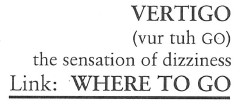 VERTIGO
(vur tuh GO)
the sensation of dizziness
Link: WHERE TO GO